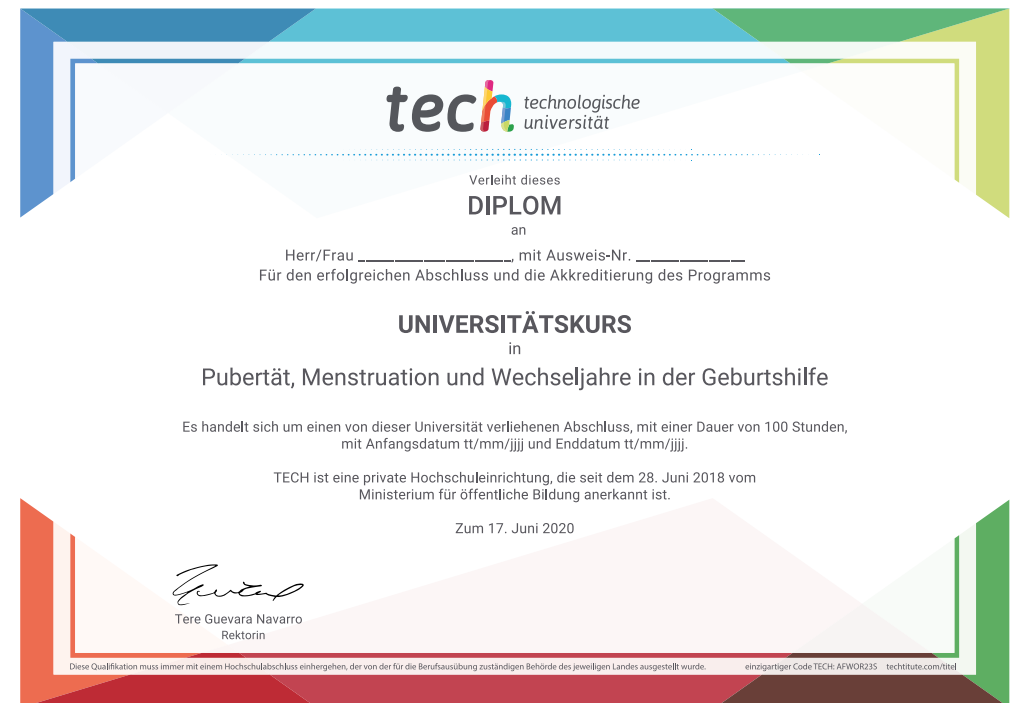 tech technologische
universität
Verleiht dieses
DIPLOM
an
Herr/Frau ____________________, mit Ausweis-Nr. ______________
Für den erfolgreichen Abschluss und die Akkreditierung des Programms
UNIVERSITÄTSKURS
in
Pubertät, Menstruation und Wechseljahre in der Geburtshilfe
Es handelt sich um einen von dieser Universität verliehenen Abschluss, mit einer Dauer von 100 Stunden,
mit Anfangsdatum tt/mm/jjjj und Enddatum tt/mm/jjjj.
TECH ist eine private Hochschuleinrichtung, die seit dem 28. Juni 2018 vom
Ministerium für öffentliche Bildung anerkannt ist.
Zum 17. Juni 2020
Tere Guevara Navarro
Rektorin
Diese Qualifikation muss immer mit einem Hochschulabschluss einhergehen, der von der für die Berufsausübung zuständigen Behörde des jeweiligen Landes ausgestellt wurde. einzigartiger Code TECH: AFWOR23S techtitute.com/titel